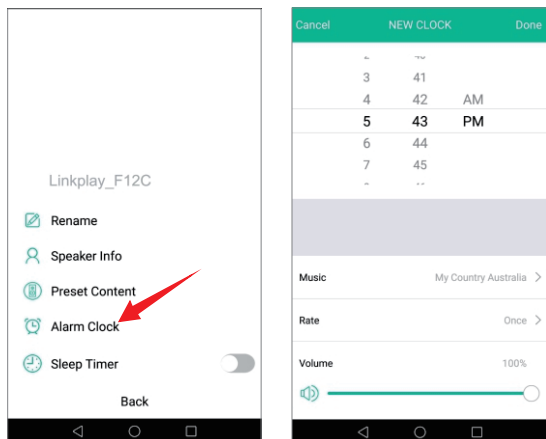 Linkplay_F12C
Rename
Speaker Info
Preset Content
Alarm Clock
Sleep Timer
Back
Cancel NEW CLOCK Done
3 41
4 42 AM
5 43 PM
6 44
7 45
Music My Country Australia
Rate Once
Volume 100%